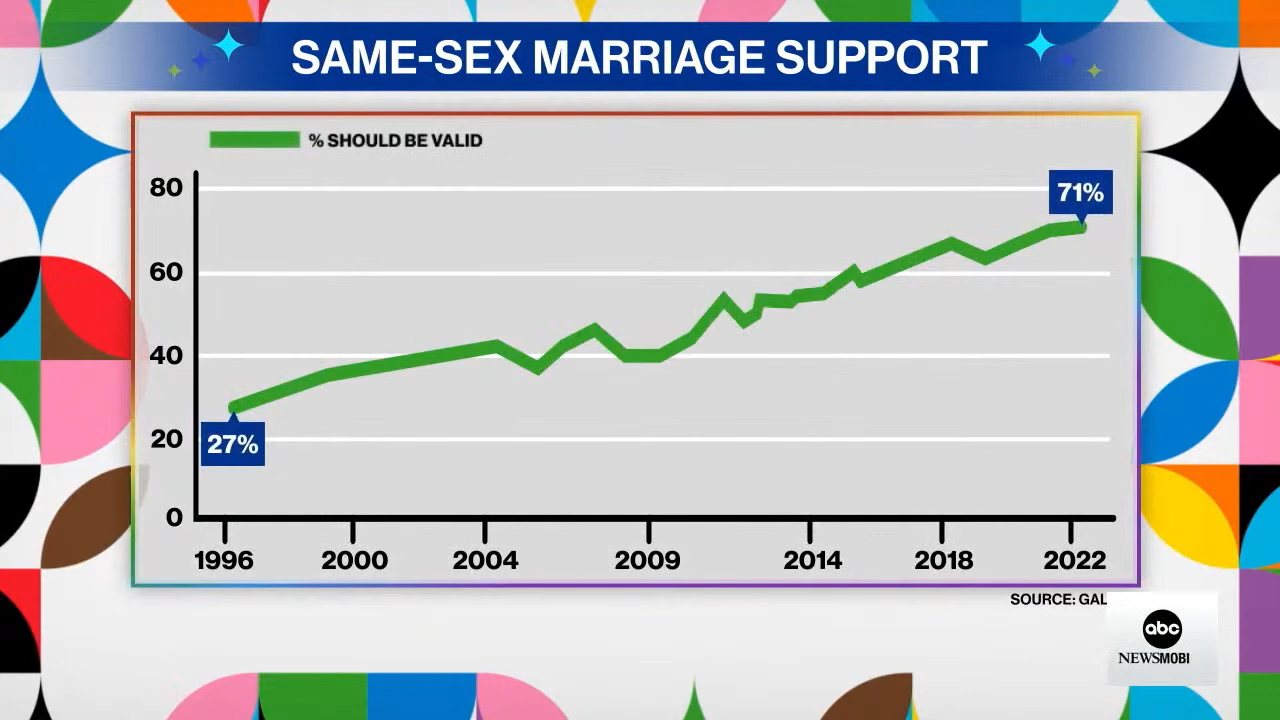 SAME-SEX MARRIAGE SUPPORT
% SHOULD BE VALID
80
71%
60
40
27%
20
0
1996 2000 2004 2009 2014 2018 2022
SOURCE: GAL
abc
NEWSMOBI